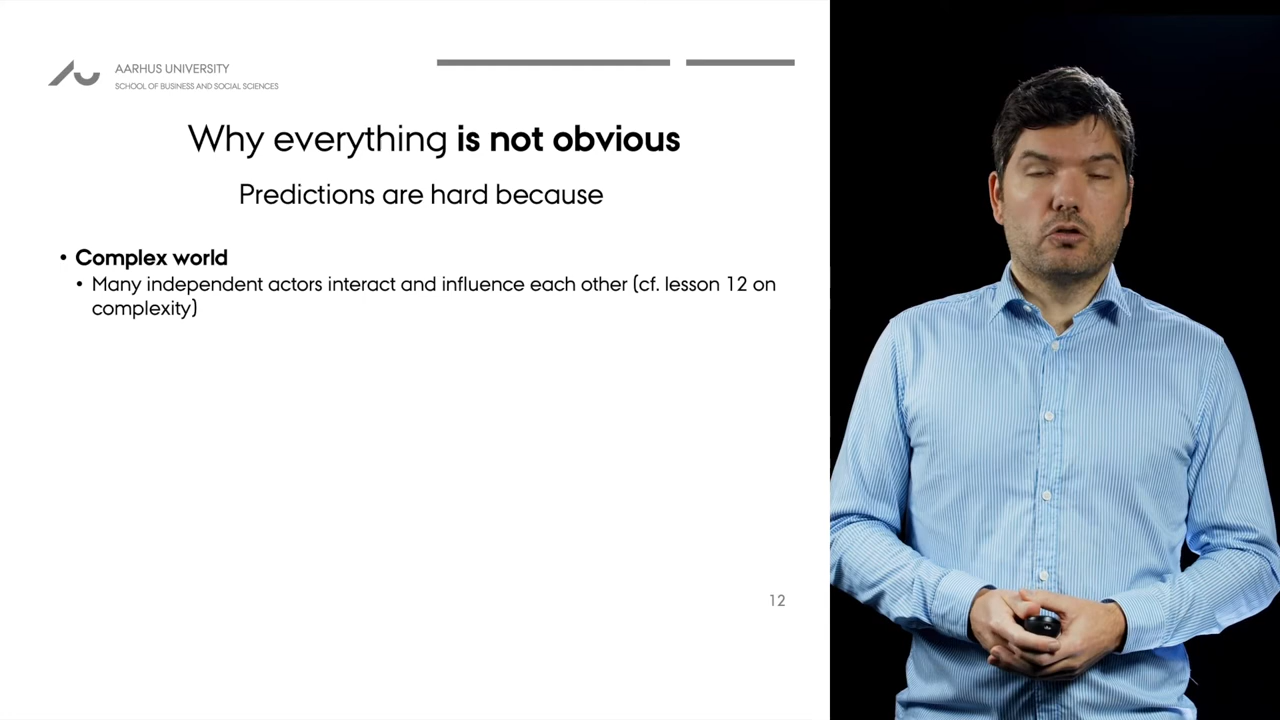 AARHUS UNIVERSITY
SCHOOL OF BUSINESS AND SOCIAL SCIENCES
Why everything is not obvious
Predictions are hard because
• Complex world
• Many independent actors interact and influence each other (cf. lesson 12 on
complexity)
12